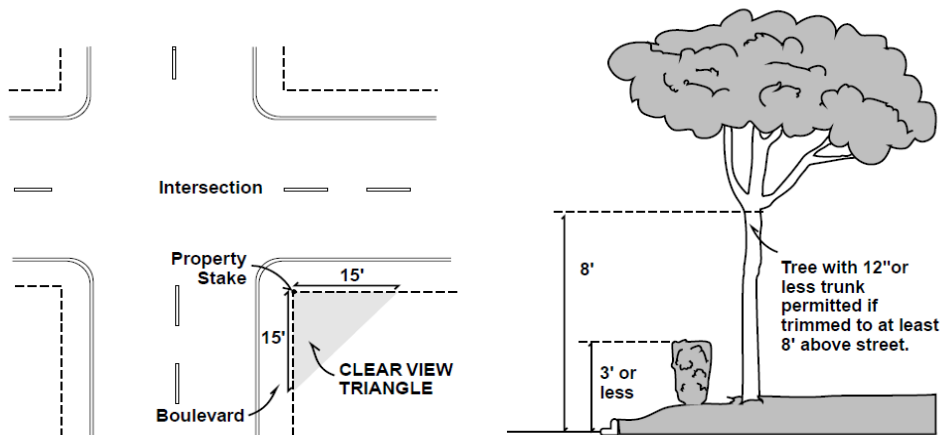 Intersection
Property
Stake
15'
15'
CLEAR VIEW
TRIANGLE
Boulevard
8'
3' or
less
Tree with 12"or
less trunk
permitted if
trimmed to at least
8' above street.